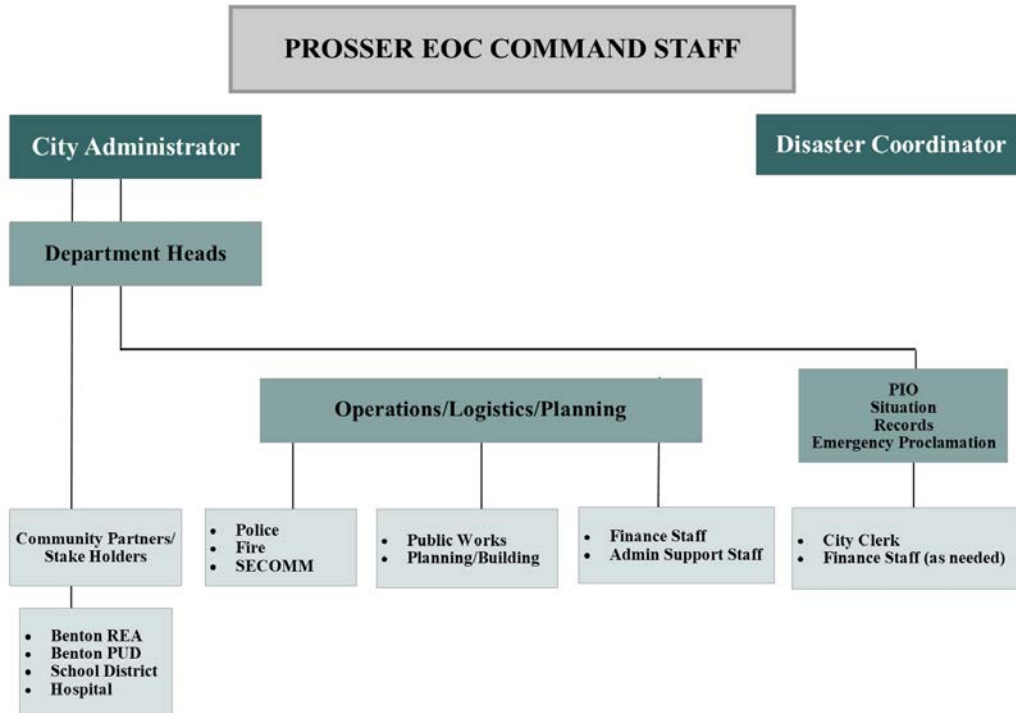 PROSSER EOC COMMAND STAFF
City Administrator
Disaster Coordinator
Department Heads
Operations/Logistics/Planning
PIO
Situation
Records
Emergency Proclamation
Community Partners/
Stake Holders
• Police
• Fire
• SECOMM
• Public Works
• Planning/Building
• Finance Staff
• Admin Support Staff
• City Clerk
• Finance Staff (as needed)
• Benton REA
• Benton PUD
• School District
• Hospital